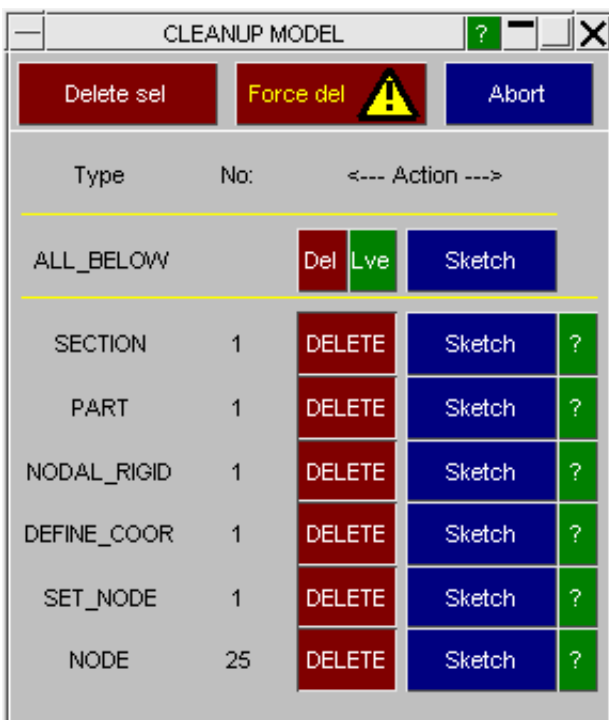 CLEANUP MODEL ?
Delete sel Force del Abort
Type No: <--- Action --->
ALL_BELOW Del Lve Sketch
SECTION 1 DELETE Sketch ?
PART 1 DELETE Sketch ?
NODAL_RIGID 1 DELETE Sketch ?
DEFINE_COOR 1 DELETE Sketch ?
SET_NODE 1 DELETE Sketch ?
NODE 25 DELETE Sketch ?